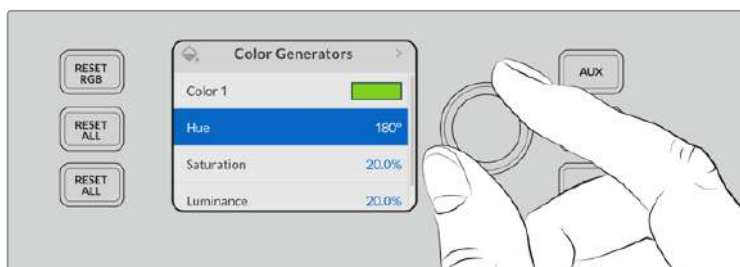 RESET
RGB
RESET
ALL
RESET
ALL
Color Generators >
Color 1
Hue 180°
Saturation 20.0%
Luminance 20.0%
AUX